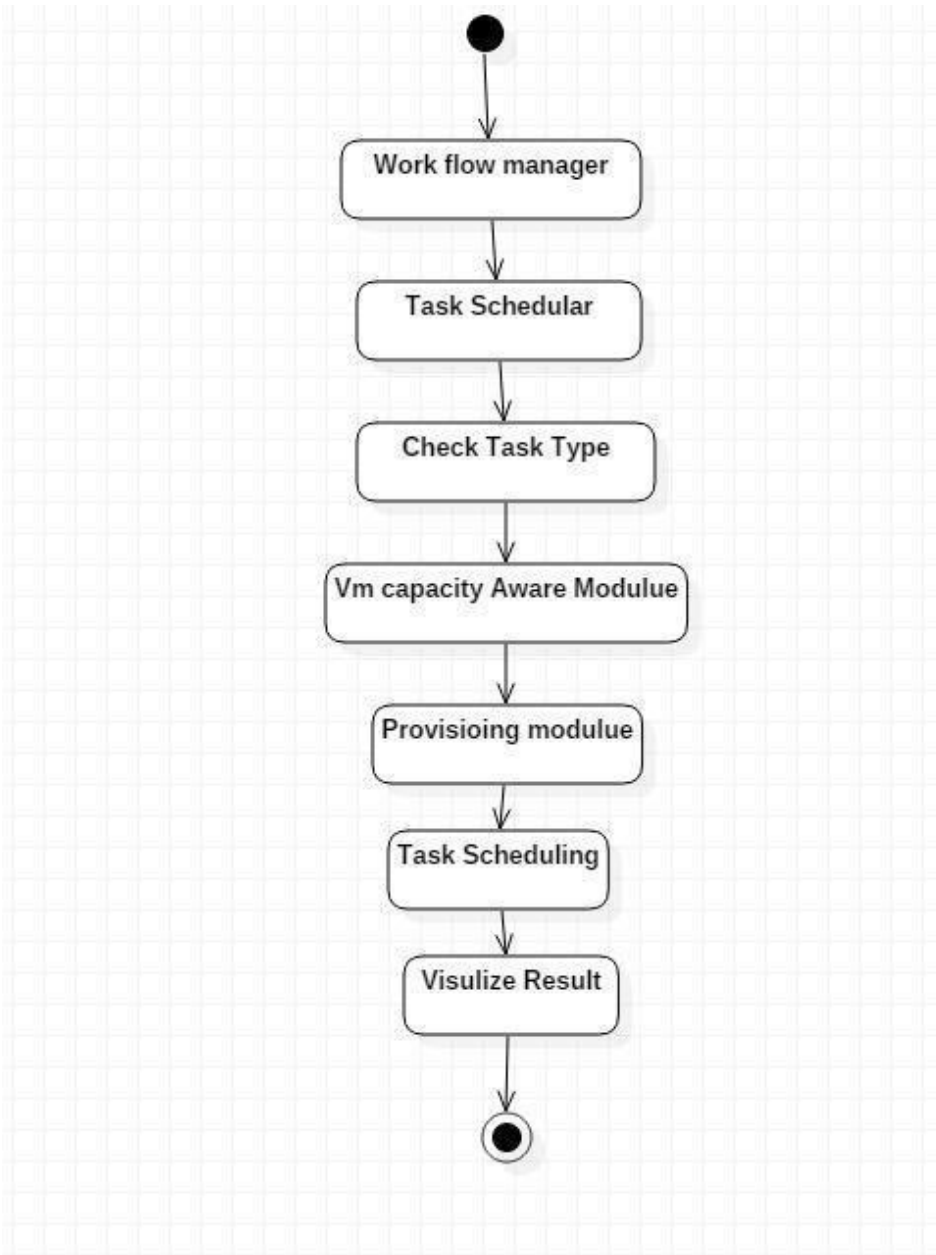 Work flow manager
Task Schedular
Check Task Type
Vm capacity Aware Modulue
Provisioing modulue
Task Scheduling
Visulize Result